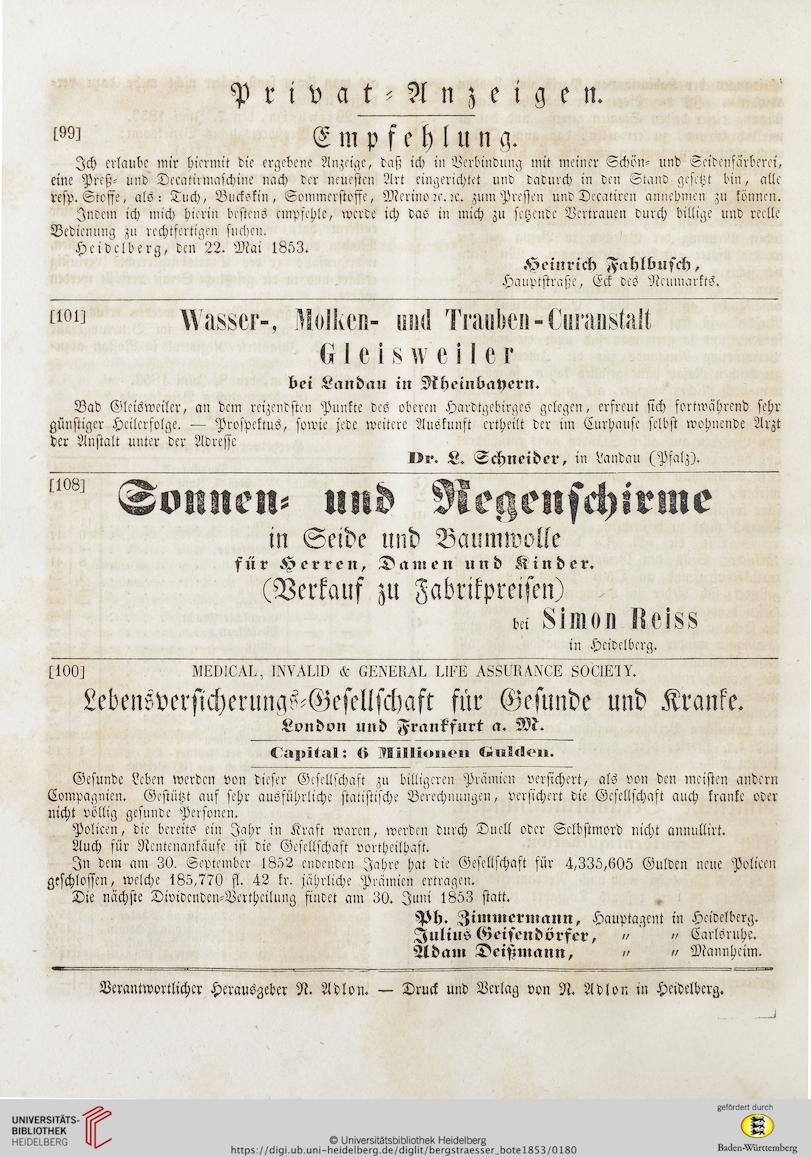 Privat-Anzeigen.
[99] Empfehlung.
Ich erlaube mir hiermit die ergebene Anzeige, daß ich in Verbindung mit meiner Schön- und Seidenfärberei,
eine Preß- und Decatirmaschine nach der neuesten Art eingerichtet und dadurch in den Stand gesetzt bin, alle
resp. Stoffe, als: Tuch, Buckskin, Sommerstoffe, Merino ꝛc. ꝛc. zum Pressen und Decatiren annehmen zu können.
Indem ich mich hierin bestens empfehle, werde ich das in mich zu setzende Vertrauen durch billige und reelle
Bedienung zu rechtfertigen suchen.
Heidelberg, den 22. Mai 1853.
Heinrich Fahlbusch,
Hauptstraße, Eck des Neumarkts.
[101] Wasser-, Molken- und Trauben-Curanstalt
Gleisweiler
bei Landau in Rheinbayern.
Bad Gleisweiler, an dem reizendsten Punkte des oberen Hardtgebirges gelegen, erfreut sich fortwährend sehr
günstiger Heilerfolge. — Prospektus, sowie jede weitere Auskunft ertheilt der im Curhause selbst wohnende Arzt
der Anstalt unter der Adresse
Dr. L. Schneider, in Landau (Pfalz).
[108] Sonnen- und Regenschirme
in Seide und Baumwolle
für Herren, Damen und Kinder.
(Verkauf zu Fabrikpreisen)
bei Simon Reiss
in Heidelberg.
[100] MEDICAL, INVALID & GENERAL LIFE ASSURANCE SOCIETY.
Lebensversicherungs-Gesellschaft für Gesunde und Kranke.
London und Frankfurt a. M.
Capital: 6 Millionen Gulden.
Gesunde Leben werden von dieser Gesellschaft zu billigeren Prämien versichert, als von den meisten andern
Compagnien. Gestützt auf sehr ausführliche statistische Berechnungen, versichert die Gesellschaft auch kranke oder
nicht völlig gesunde Personen.
Policen, die bereits ein Jahr in Kraft waren, werden durch Duell oder Selbstmord nicht annullirt.
Auch für Rentenankäufe ist die Gesellschaft vortheilhaft.
In dem am 30. September 1852 endenden Jahre hat die Gesellschaft für 4,335,605 Gulden neue Policen
geschlossen, welche 185,770 fl. 42 kr. jährliche Prämien ertragen.
Die nächste Dividenden-Vertheilung findet am 30. Juni 1853 statt.
Ph. Zimmermann, Hauptagent in Heidelberg.
Julius Geisendörfer, " " Carlsruhe.
Adam Deißmann, " " Mannheim.
Verantwortlicher Herausgeber N. Adlon. — Druck und Verlag von N. Adlon in Heidelberg.
UNIVERSITÄTS-
BIBLIOTHEK
HEIDELBERG
© Universitätsbibliothek Heidelberg
https://digi.ub.uni-heidelberg.de/diglit/bergstraesser_bote1853/0180
gefördert durch
Baden-Württemberg